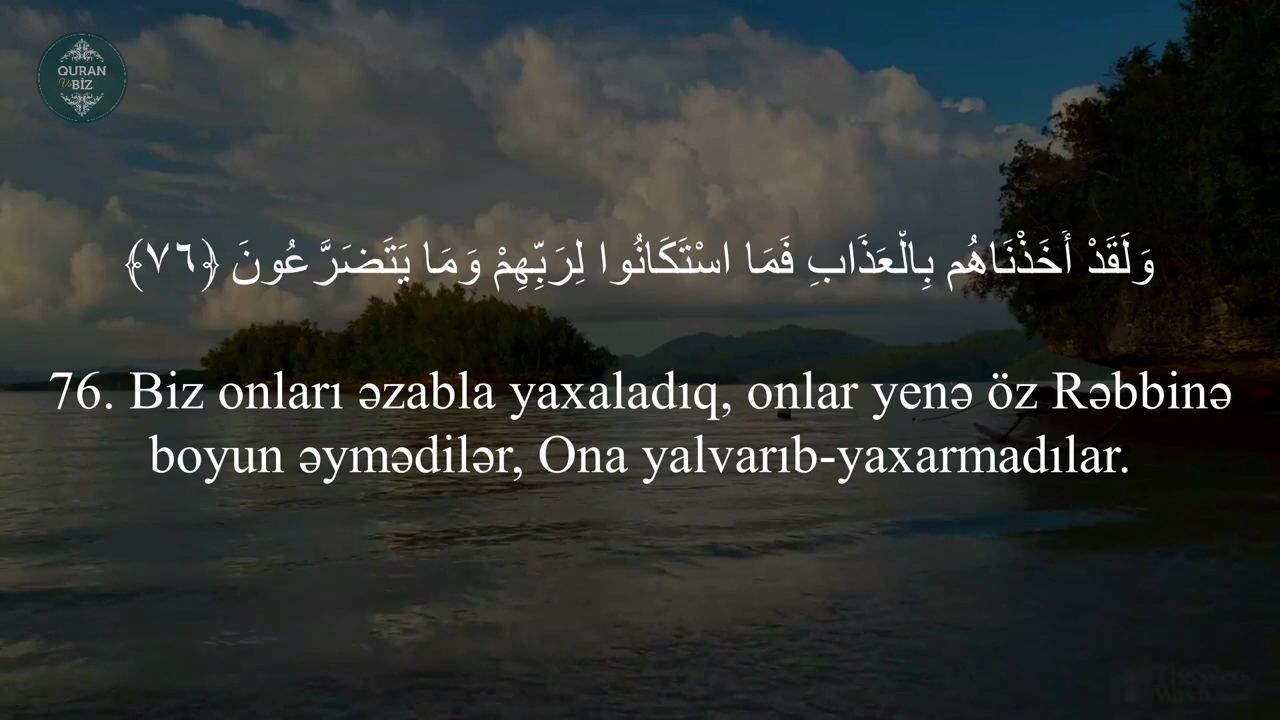 QURAN
Və
BİZ
وَلَقَدْ أَخَذْنَاهُم بِالْعَذَابِ فَمَا اسْتَكَانُوا لِرَبِّهِمْ وَمَا يَتَضَرَّعُونَ ﴿٧٦﴾
76. Biz onları əzabla yaxaladıq, onlar yenə öz Rəbbinə
boyun əymədilər, Ona yalvarıb-yaxarmadılar.